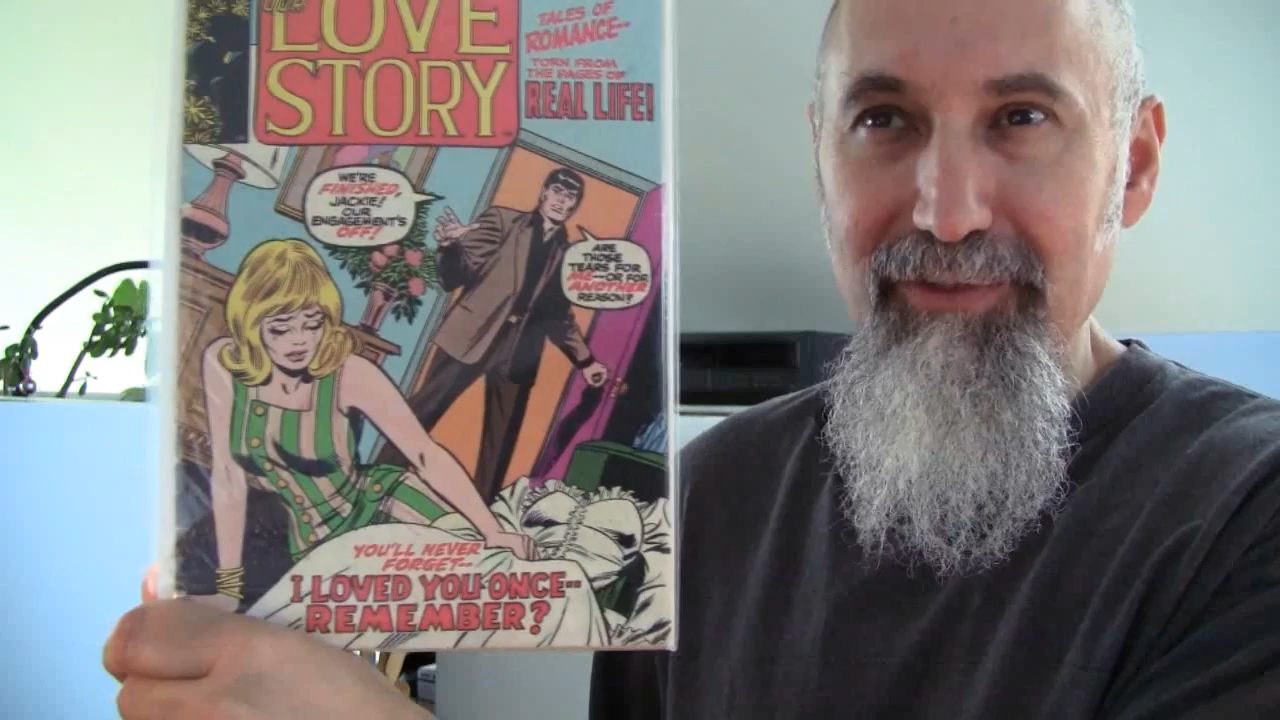 OUR
LOVE
STORY
TALES OF
ROMANCE--
TORN FROM
THE PAGES OF
REAL LIFE!
WE'RE
FINISHED,
JACKIE!
OUR
ENGAGEMENT'S
OFF!
ARE
THOSE
TEARS FOR
ME--OR FOR
ANOTHER
REASON?
YOU'LL NEVER
FORGET--
I LOVED YOU ONCE--
REMEMBER?